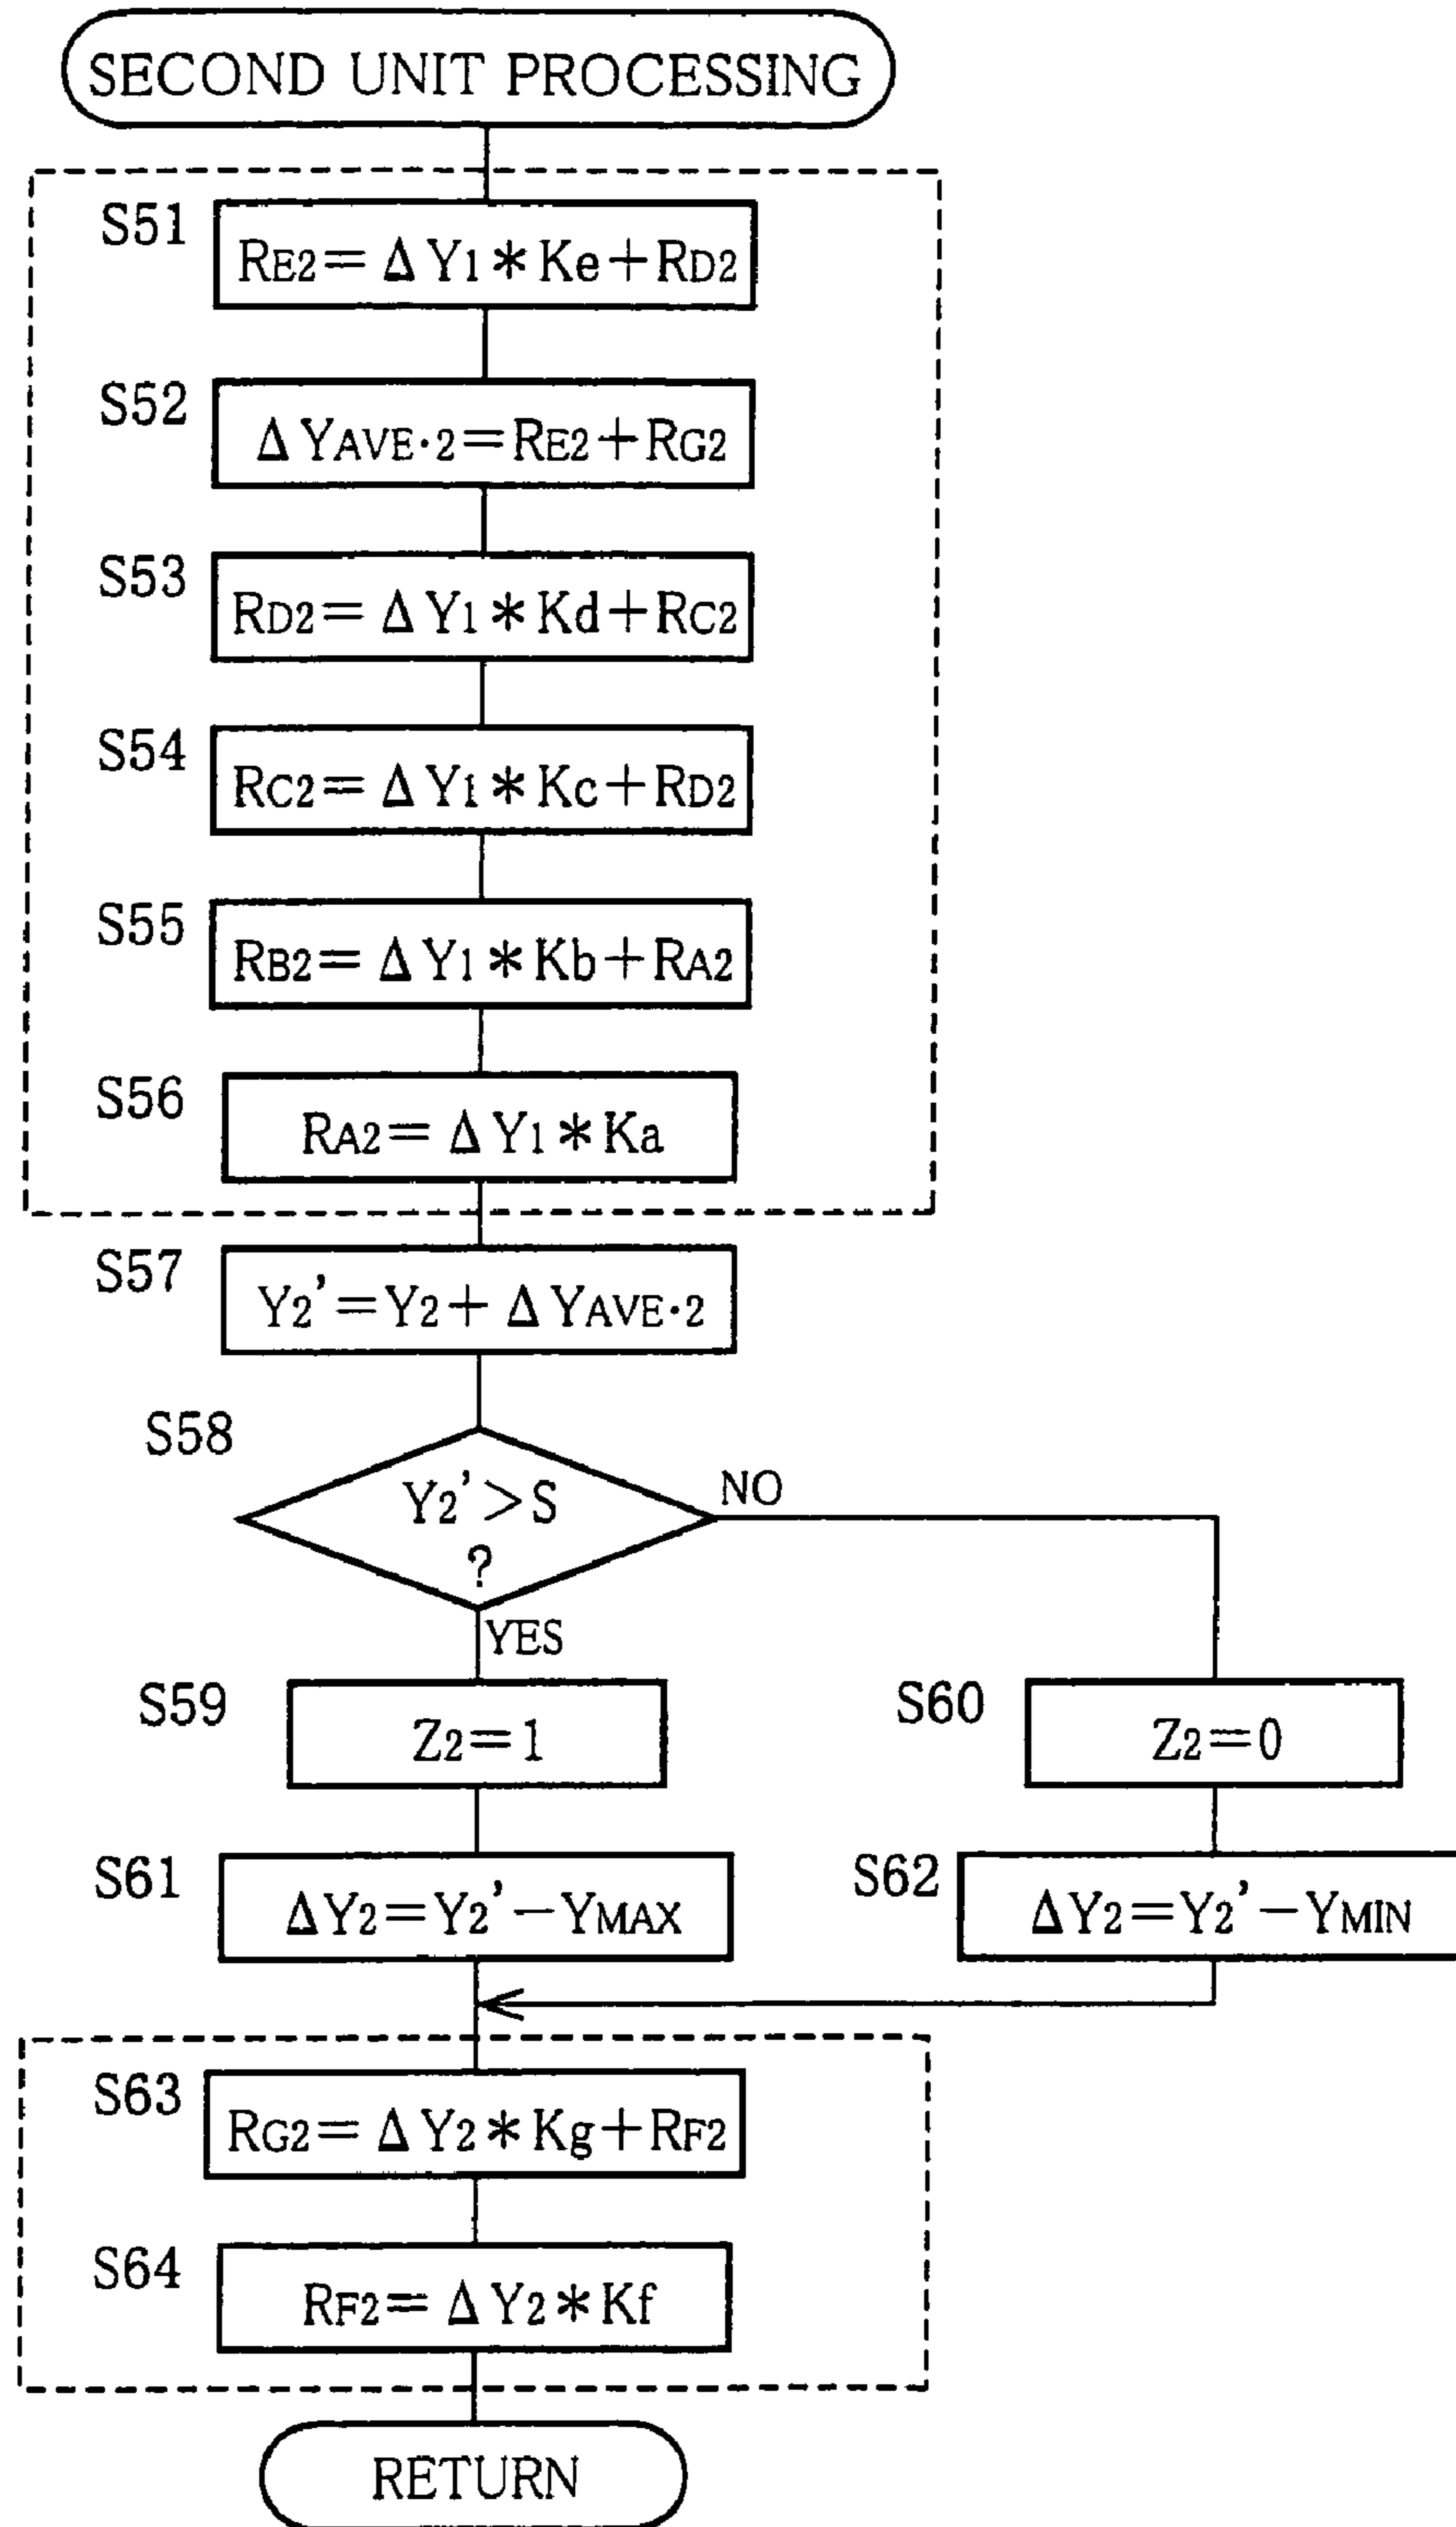 SECOND UNIT PROCESSING
S51
RE2=ΔY1*Ke+RD2
S52
ΔYAVE·2=RE2+RG2
S53
RD2=ΔY1*Kd+RC2
S54
RC2=ΔY1*Kc+RD2
S55
RB2=ΔY1*Kb+RA2
S56
RA2=ΔY1*Ka
S57
Y2'=Y2+ΔYAVE·2
S58
Y2'>S
?
NO
YES
S59
Z2=1
S60
Z2=0
S61
ΔY2=Y2'-YMAX
S62
ΔY2=Y2'-YMIN
S63
RG2=ΔY2*Kg+RF2
S64
RF2=ΔY2*Kf
RETURN